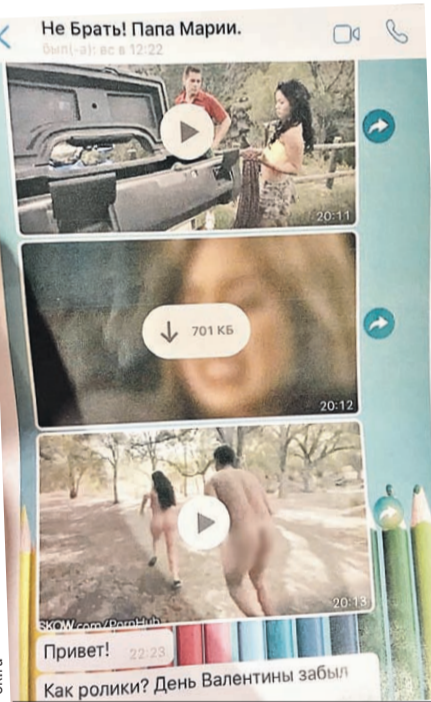 Не Брать! Папа Марии.
был(-а): вс в 12:22
20:11
701 КБ
20:12
20:13
Привет! 22:23
Как ролики? День Валентины забыл